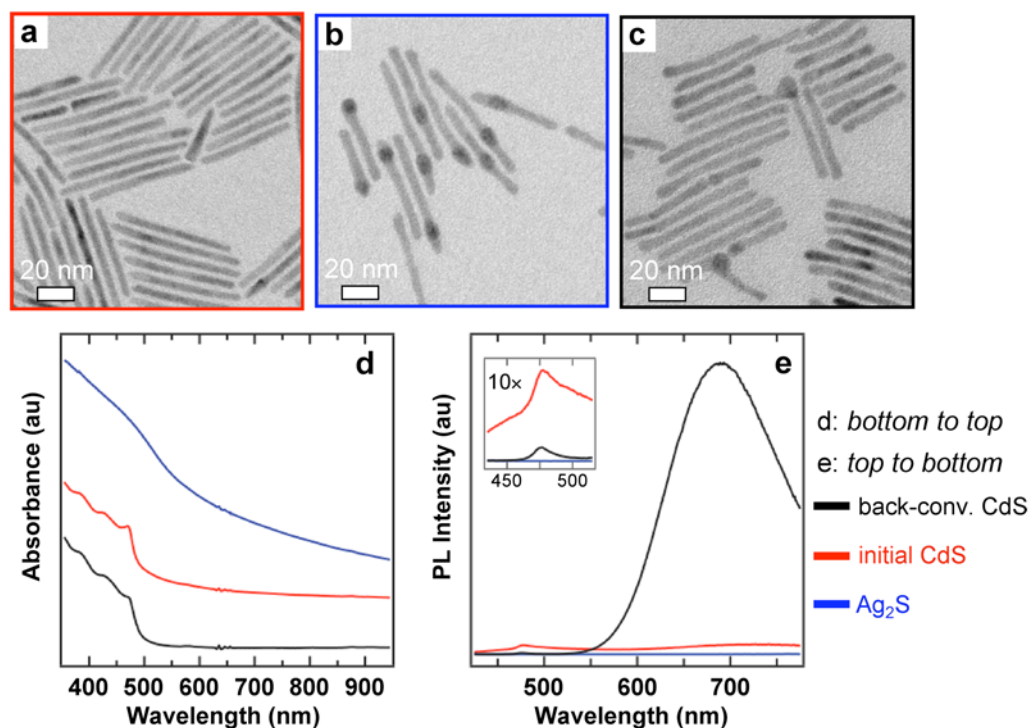 a
b
c
20 nm
20 nm
20 nm
d
Absorbance (au)
400 500 600 700 800 900
Wavelength (nm)
e
10×
450 500
PL Intensity (au)
500 600 700
Wavelength (nm)
d: bottom to top
e: top to bottom
back-conv. CdS
initial CdS
Ag₂S